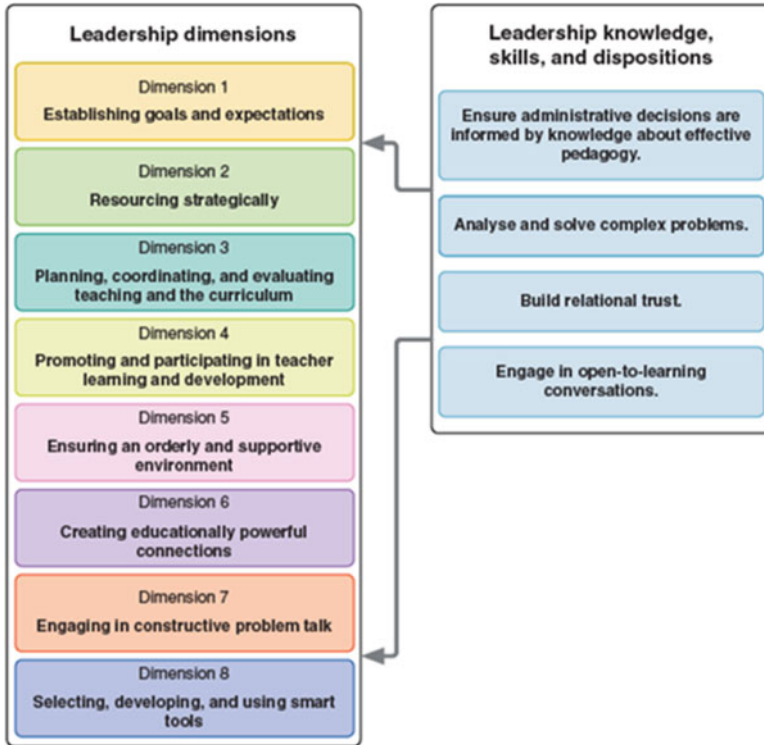 Leadership dimensions
Dimension 1
Establishing goals and expectations
Dimension 2
Resourcing strategically
Dimension 3
Planning, coordinating, and evaluating
teaching and the curriculum
Dimension 4
Promoting and participating in teacher
learning and development
Dimension 5
Ensuring an orderly and supportive
environment
Dimension 6
Creating educationally powerful
connections
Dimension 7
Engaging in constructive problem talk
Dimension 8
Selecting, developing, and using smart
tools
Leadership knowledge,
skills, and dispositions
Ensure administrative decisions are
informed by knowledge about effective
pedagogy.
Analyse and solve complex problems.
Build relational trust.
Engage in open-to-learning
conversations.